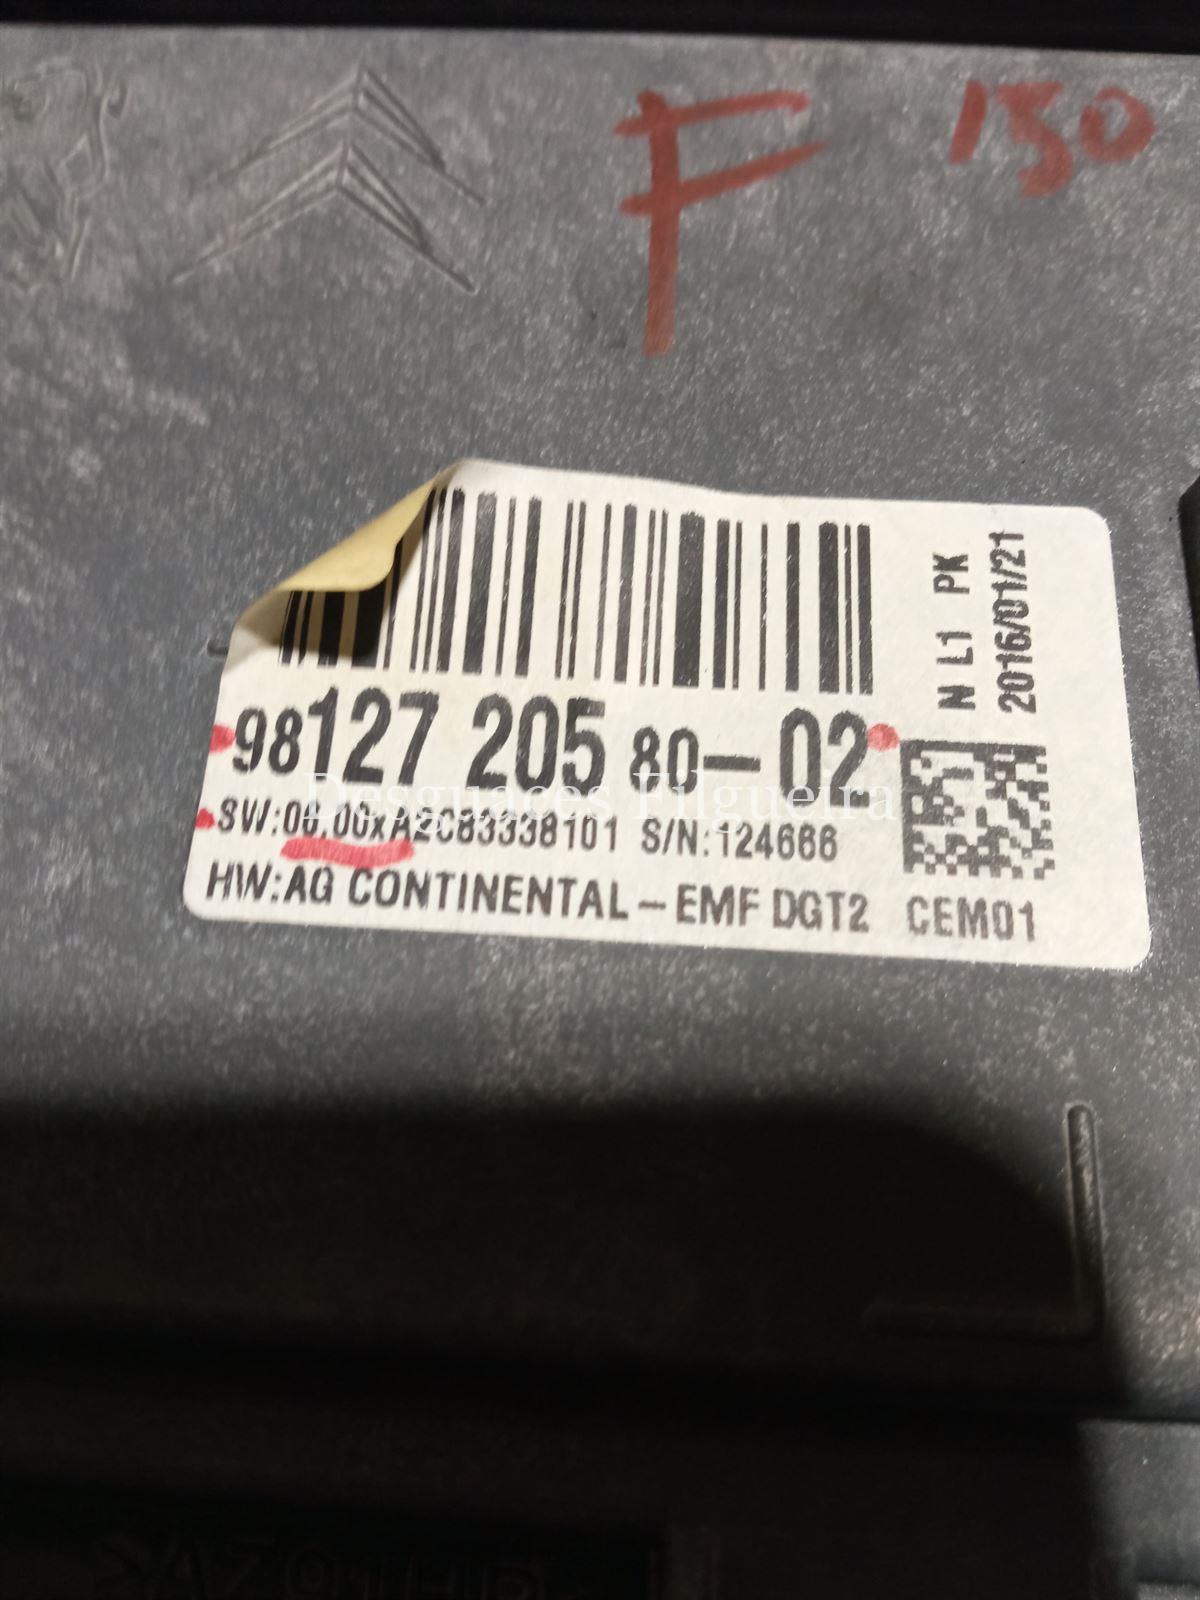 F 150
N L1 PK
2016/01/21
98127 205 80-02
Desguaces Filgueira
SW:00.00xA2C83338101 S/N:124666
HW:AG CONTINENTAL-EMF DGT2 CEM01